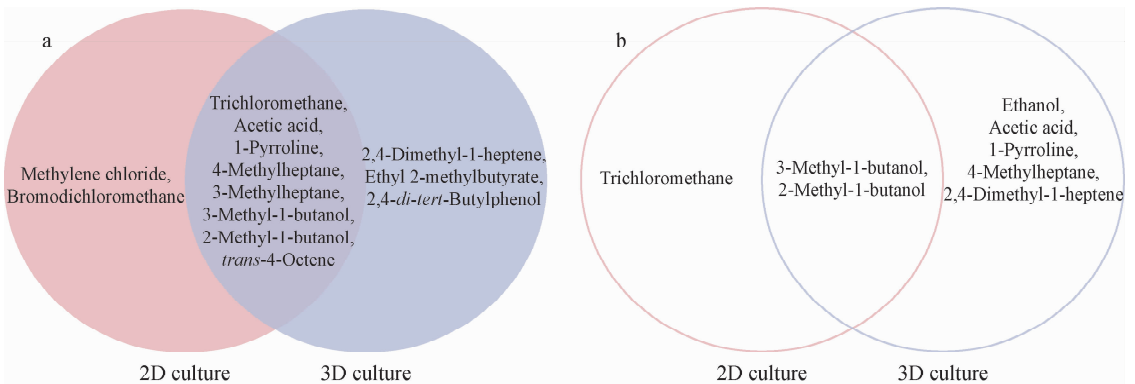 a
Methylene chloride,
Bromodichloromethane
Trichloromethane,
Acetic acid,
1-Pyrroline,
4-Methylheptane,
3-Methylheptane,
3-Methyl-1-butanol,
2-Methyl-1-butanol,
trans-4-Octene
2,4-Dimethyl-1-heptene,
Ethyl 2-methylbutyrate,
2,4-di-tert-Butylphenol
2D culture
3D culture
b
Trichloromethane
3-Methyl-1-butanol,
2-Methyl-1-butanol
Ethanol,
Acetic acid,
1-Pyrroline,
4-Methylheptane,
2,4-Dimethyl-1-heptene
2D culture
3D culture